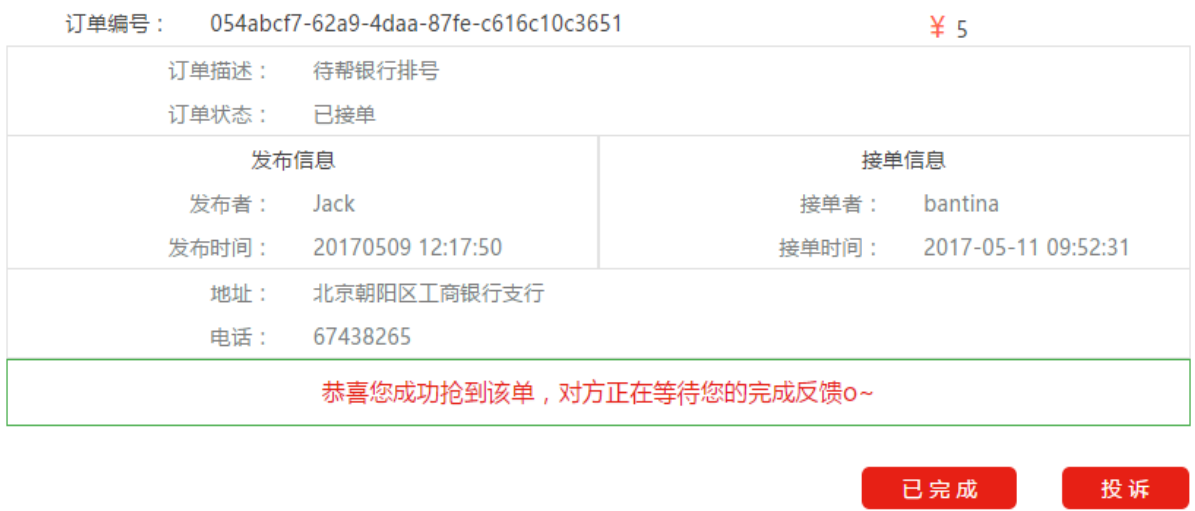 订单编号： 054abcf7-62a9-4daa-87fe-c616c10c3651 ¥ 5
订单描述： 待帮银行排号
订单状态： 已接单
发布信息 接单信息
发布者： Jack 接单者： bantina
发布时间： 20170509 12:17:50 接单时间： 2017-05-11 09:52:31
地址： 北京朝阳区工商银行支行
电话： 67438265
恭喜您成功抢到该单，对方正在等待您的完成反馈o~
已完成 投诉